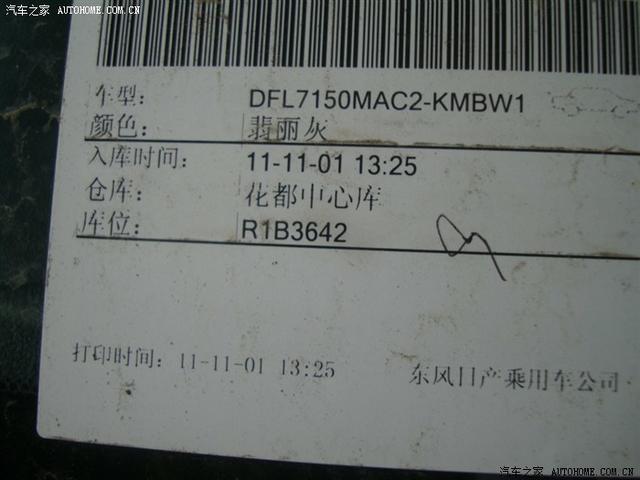 汽车之家 AUTOHOME.COM.CN
车型: DFL7150MAC2-KMBW1
颜色: 翡丽灰
入库时间: 11-11-01 13:25
仓库: 花都中心库
库位: R1B3642
打印时间: 11-11-01 13:25 东风日产乘用车公司
汽车之家 AUTOHOME.COM.CN